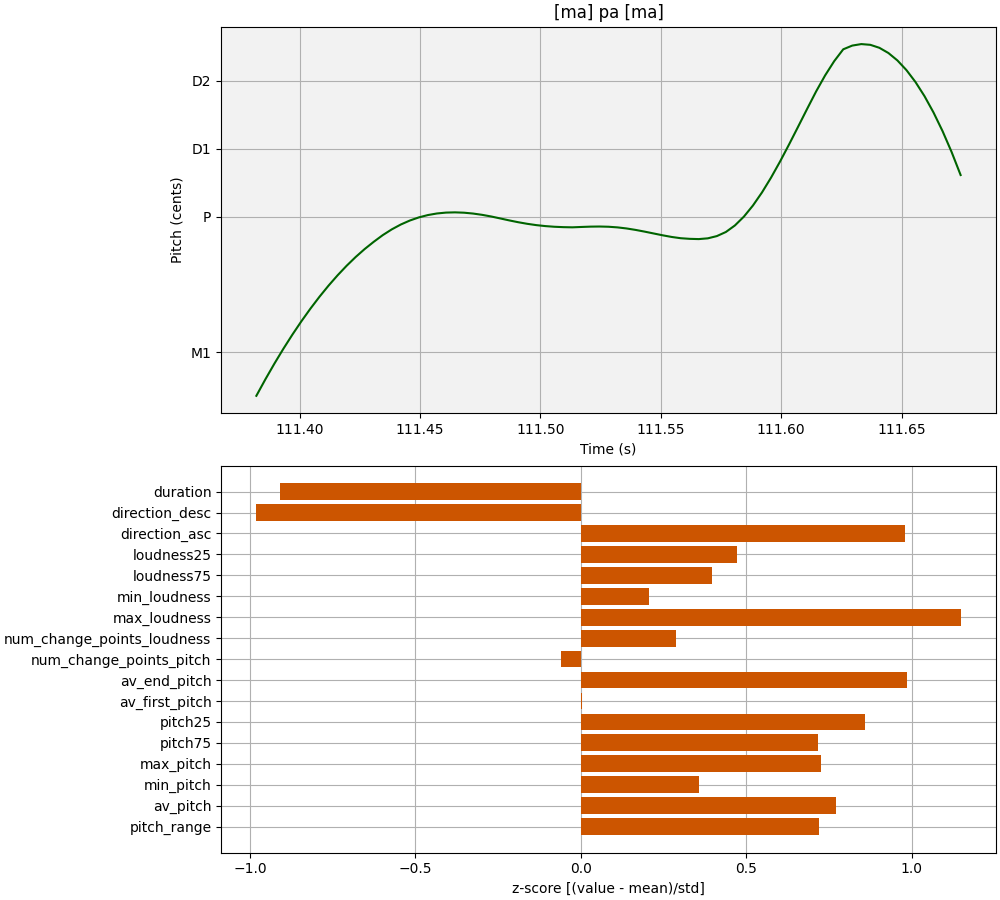 [ma] pa [ma]
D2
D1
P
M1
Pitch (cents)
111.40 111.45 111.50 111.55 111.60 111.65
Time (s)
duration
direction_desc
direction_asc
loudness25
loudness75
min_loudness
max_loudness
num_change_points_loudness
num_change_points_pitch
av_end_pitch
av_first_pitch
pitch25
pitch75
max_pitch
min_pitch
av_pitch
pitch_range
−1.0 −0.5 0.0 0.5 1.0
z-score [(value - mean)/std]